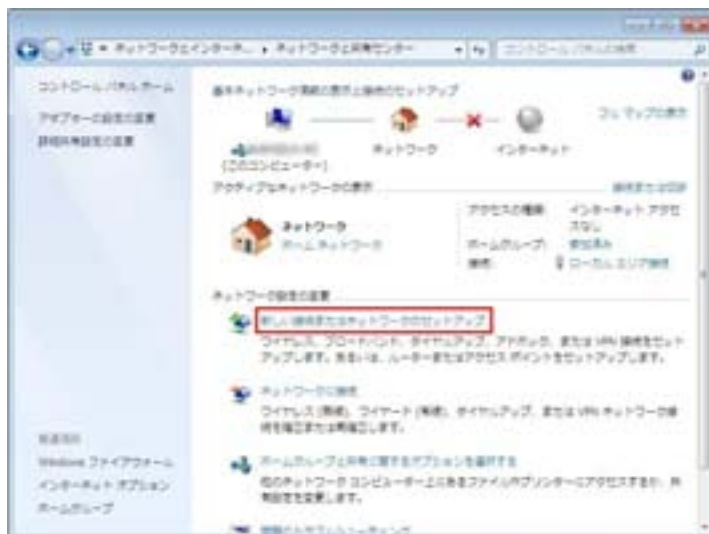 ネットワークとインターネ... ▸ ネットワークと共有センター
コントロール パネルの検索
コントロール パネル ホーム
アダプターの設定の変更
共有設定の変更
基本ネットワーク情報の表示と接続のセットアップ
フル マップの表示
(このコンピューター)
ネットワーク
インターネット
アクティブなネットワークの表示
接続または切断
ネットワーク
ホーム ネットワーク
アクセスの種類:
インターネット アクセ
スなし
ホームグループ:
参加済み
接続:
ローカル エリア接続
ネットワーク設定の変更
新しい接続またはネットワークのセットアップ
ワイヤレス、ブロードバンド、ダイヤルアップ、アドホック、または VPN 接続をセット
アップします。あるいは、ルーターまたはアクセス ポイントをセットアップします。
ネットワークに接続
ワイヤレス (無線)、ワイヤード (有線)、ダイヤルアップ、または VPN ネットワーク接
続を確立または再確立します。
ホームグループと共有に関するオプションを選択する
他のネットワーク コンピューター上にあるファイルやプリンターにアクセスするか、共
有設定を変更します。
問題のトラブルシューティング
関連項目
Windows ファイアウォール
インターネット オプション
ホームグループ